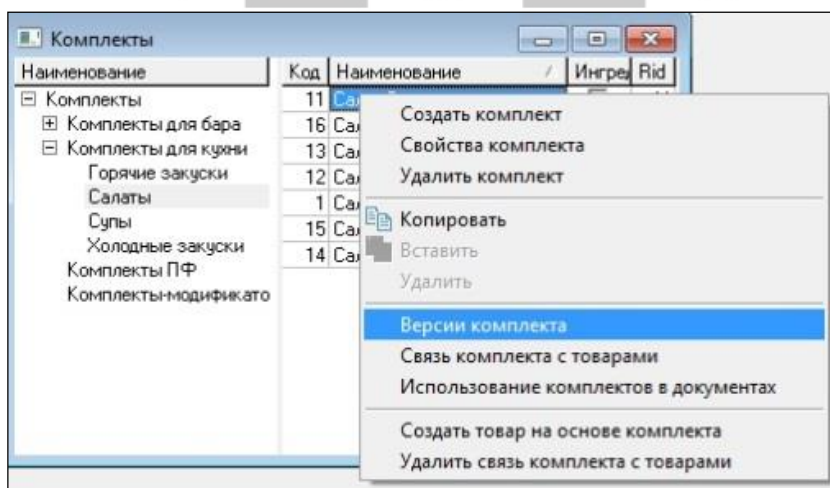 Комплекты
Наименование Код Наименование / Rid
Комплекты
Комплекты для бара
Комплекты для кухни
Горячие закуски
Салаты
Супы
Холодные закуски
Комплекты ПФ
Комплекты-модификато
11
16
13
12
1
15
14
Создать комплект
Свойства комплекта
Удалить комплект
Копировать
Вставить
Удалить
Версии комплекта
Связь комплекта с товарами
Использование комплектов в документах
Создать товар на основе комплекта
Удалить связь комплекта с товарами